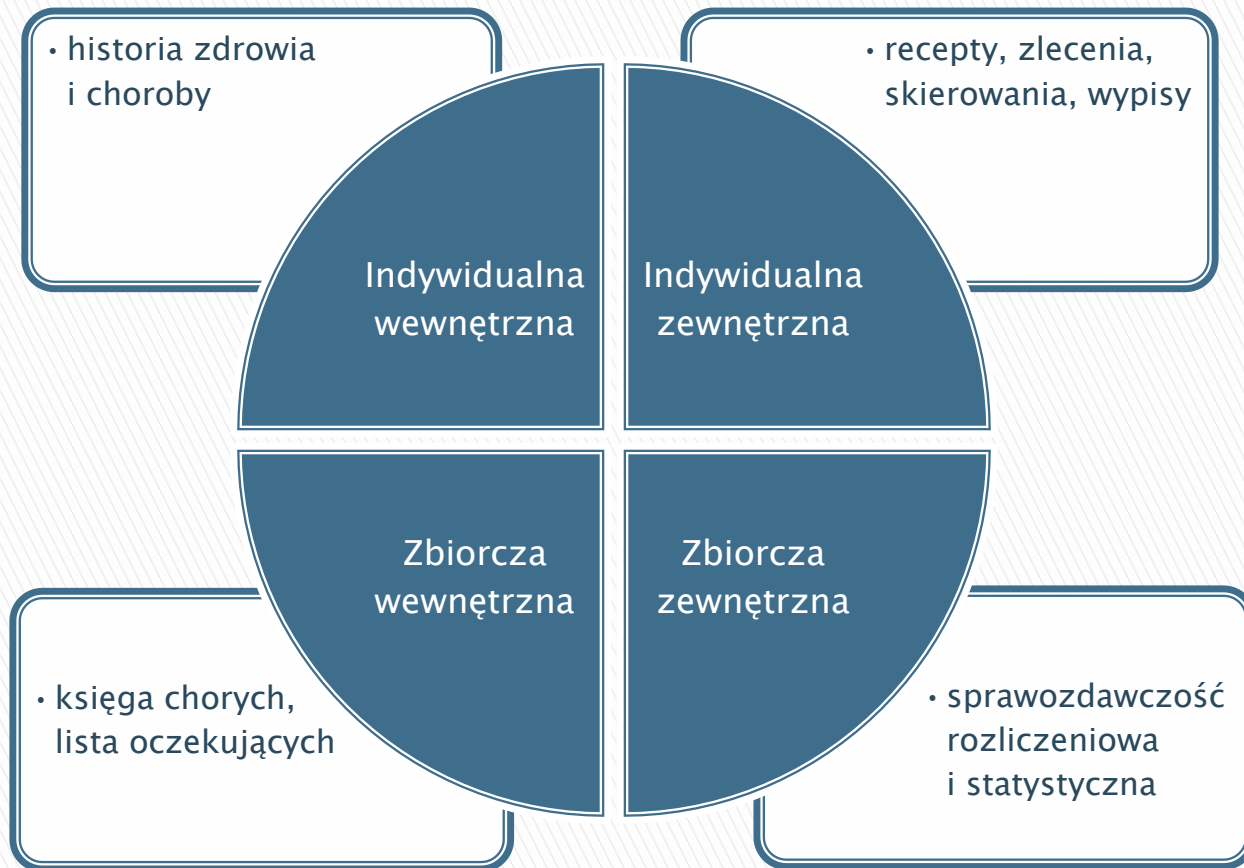 • historia zdrowia
i choroby
• recepty, zlecenia,
skierowania, wypisy
Indywidualna
wewnętrzna
Indywidualna
zewnętrzna
Zbiorcza
wewnętrzna
Zbiorcza
zewnętrzna
• księga chorych,
lista oczekujących
• sprawozdawczość
rozliczeniowa
i statystyczna